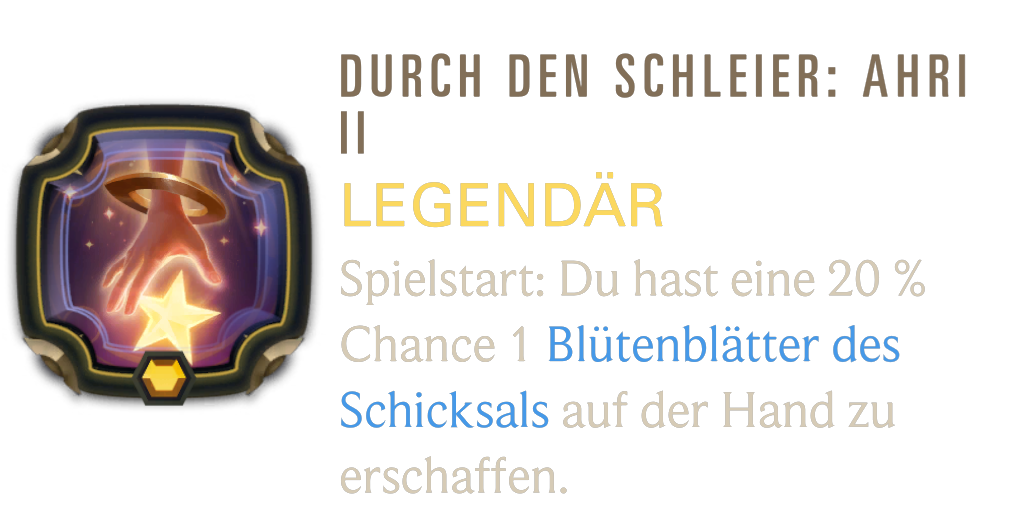 DURCH DEN SCHLEIER: AHRI
II
LEGENDÄR
Spielstart: Du hast eine 20 %
Chance 1 Blütenblätter des
Schicksals auf der Hand zu
erschaffen.